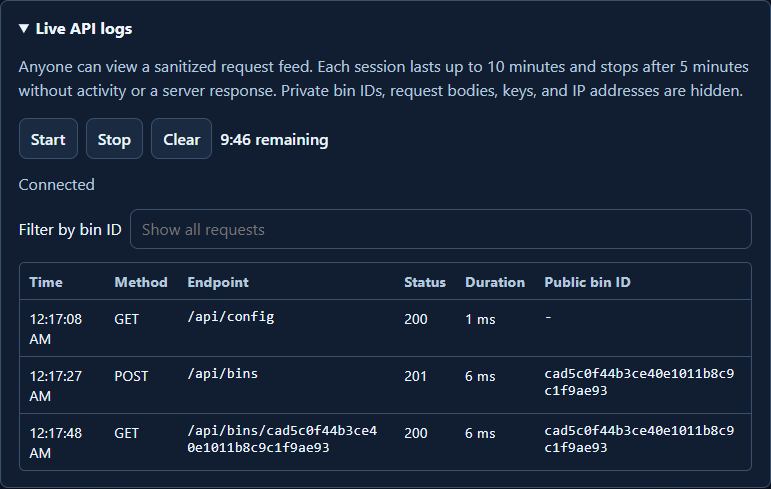 ▼ Live API logs
Anyone can view a sanitized request feed. Each session lasts up to 10 minutes and stops after 5 minutes
without activity or a server response. Private bin IDs, request bodies, keys, and IP addresses are hidden.
Start Stop Clear 9:46 remaining
Connected
Filter by bin ID Show all requests
Time Method Endpoint Status Duration Public bin ID
12:17:08 GET /api/config 200 1 ms -
AM
12:17:27 POST /api/bins 201 6 ms cad5c0f44b3ce40e1011b8c9
AM c1f9ae93
12:17:48 GET /api/bins/cad5c0f44b3ce4 200 6 ms cad5c0f44b3ce40e1011b8c9
AM 0e1011b8c9c1f9ae93 c1f9ae93